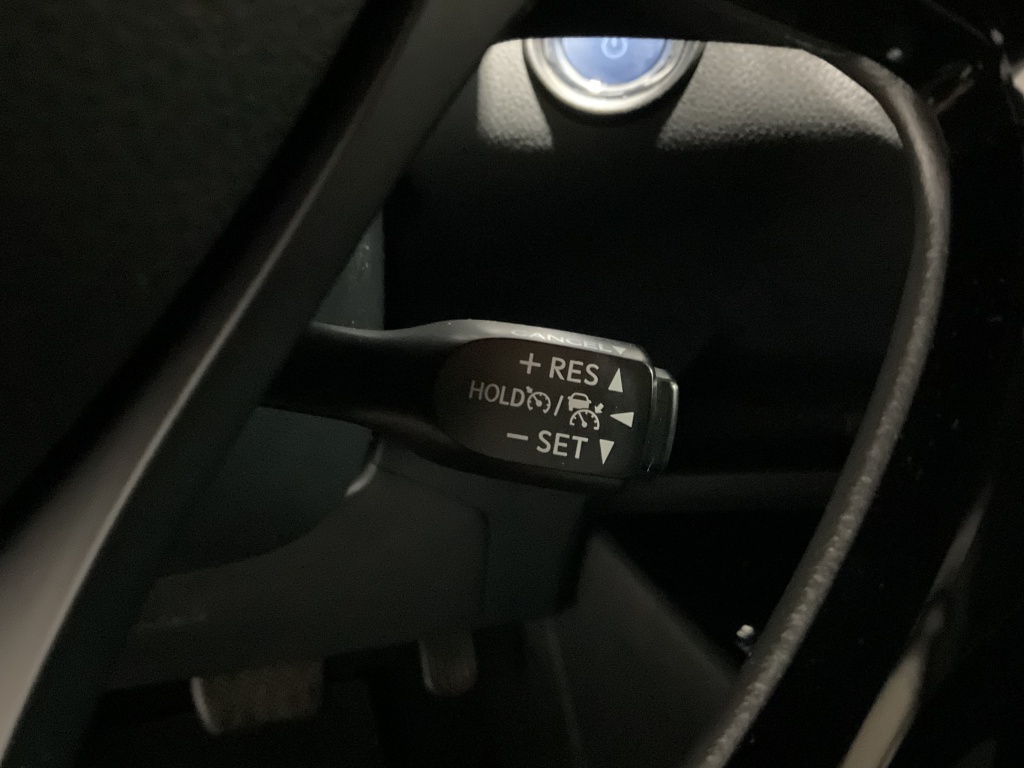 CANCEL
+ RES
HOLD /
- SET